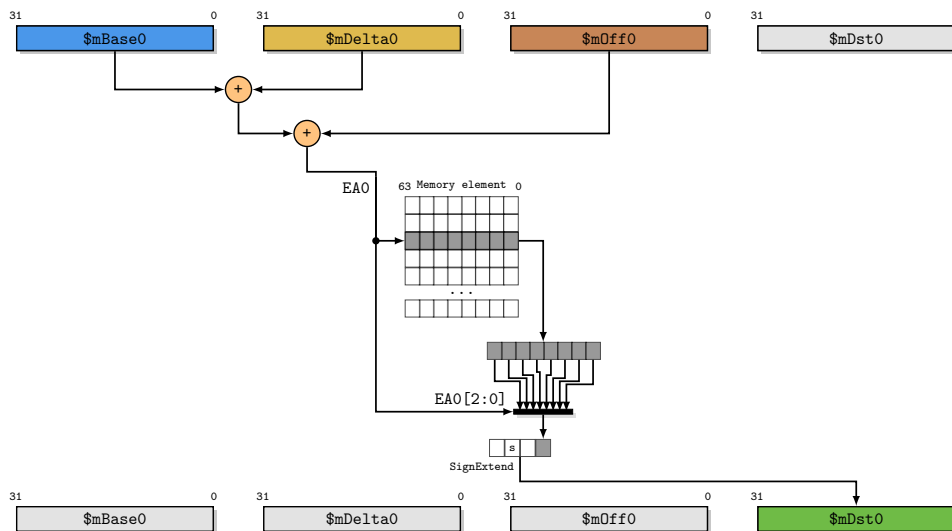 31 0 31 0 31 0 31
$mBase0 $mDelta0 $mOff0 $mDst0
+
+
EA0
63 Memory element 0
...
EA0[2:0]
s
SignExtend
31 0 31 0 31 0 31
$mBase0 $mDelta0 $mOff0 $mDst0